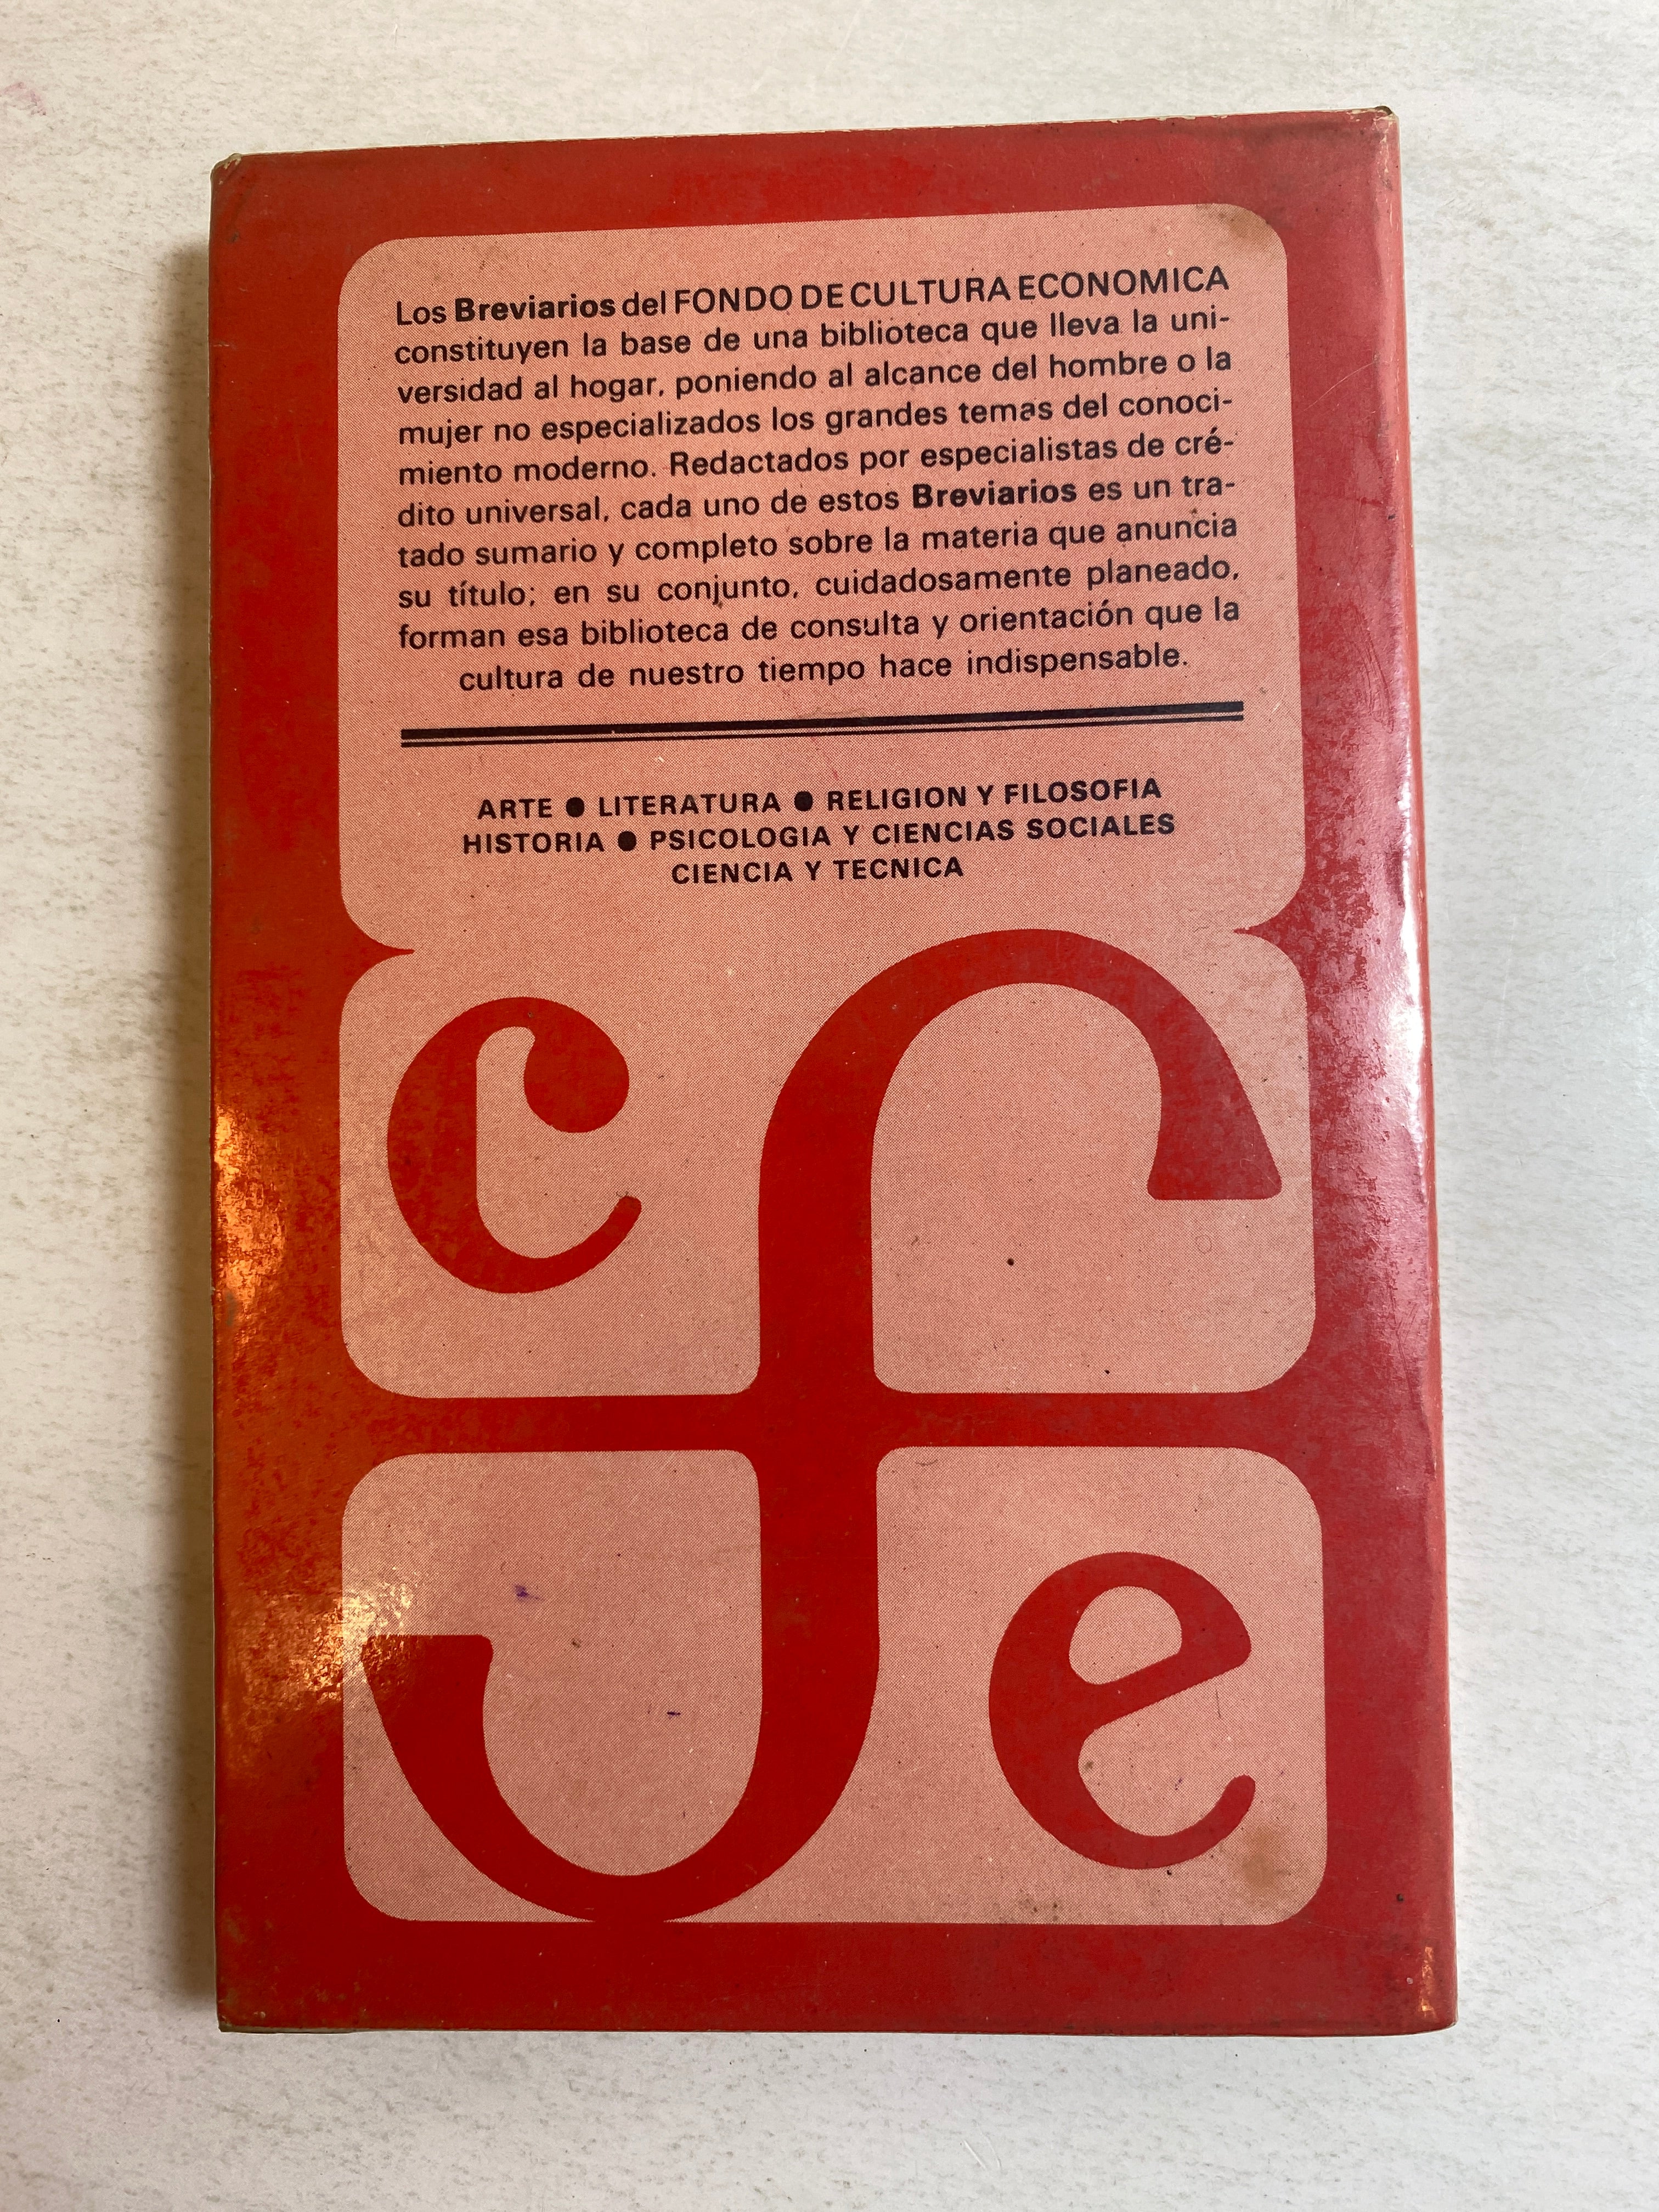 Los Breviarios del FONDO DE CULTURA ECONOMICA
constituyen la base de una biblioteca que lleva la uni-
versidad al hogar, poniendo al alcance del hombre o la
mujer no especializados los grandes temas del conoci-
miento moderno. Redactados por especialistas de cré-
dito universal, cada uno de estos Breviarios es un tra-
tado sumario y completo sobre la materia que anuncia
su título; en su conjunto, cuidadosamente planeado,
forman esa biblioteca de consulta y orientación que la
cultura de nuestro tiempo hace indispensable.
ARTE ● LITERATURA ● RELIGION Y FILOSOFIA
HISTORIA ● PSICOLOGIA Y CIENCIAS SOCIALES
CIENCIA Y TECNICA
c f e